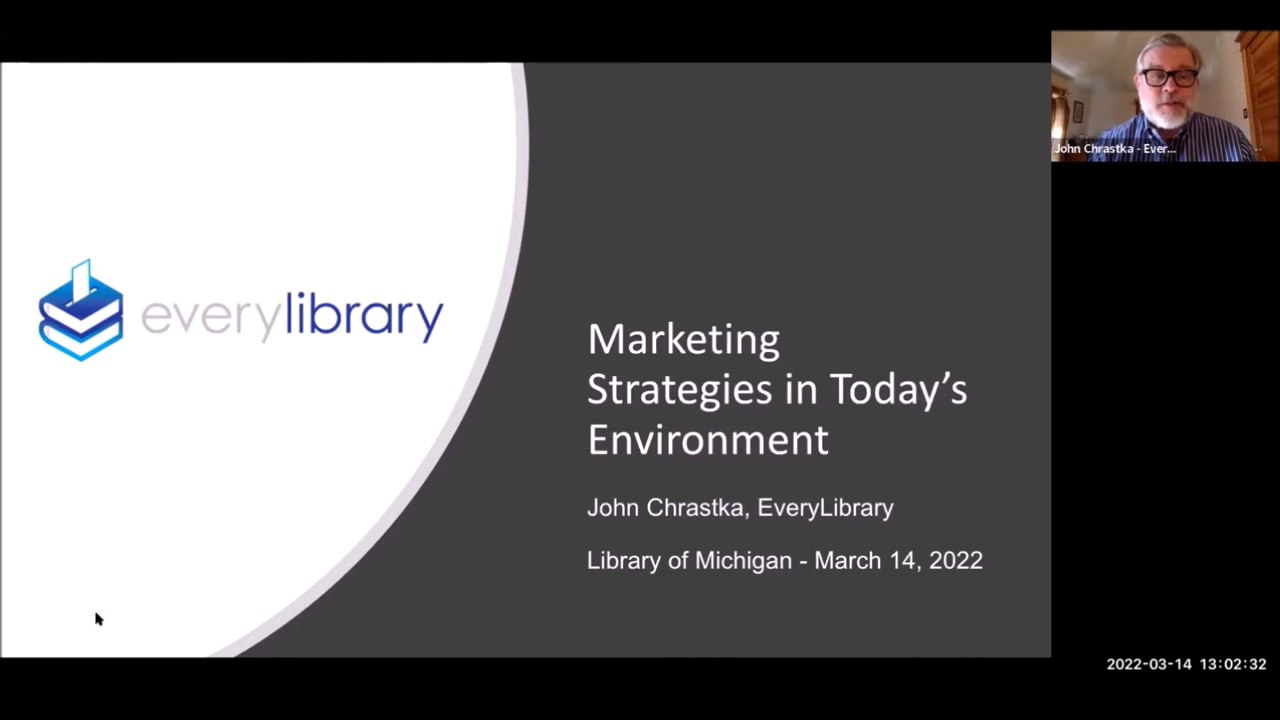 John Chrastka - Ever...
everylibrary
Marketing
Strategies in Today’s
Environment
John Chrastka, EveryLibrary
Library of Michigan - March 14, 2022
2022-03-14 13:02:32